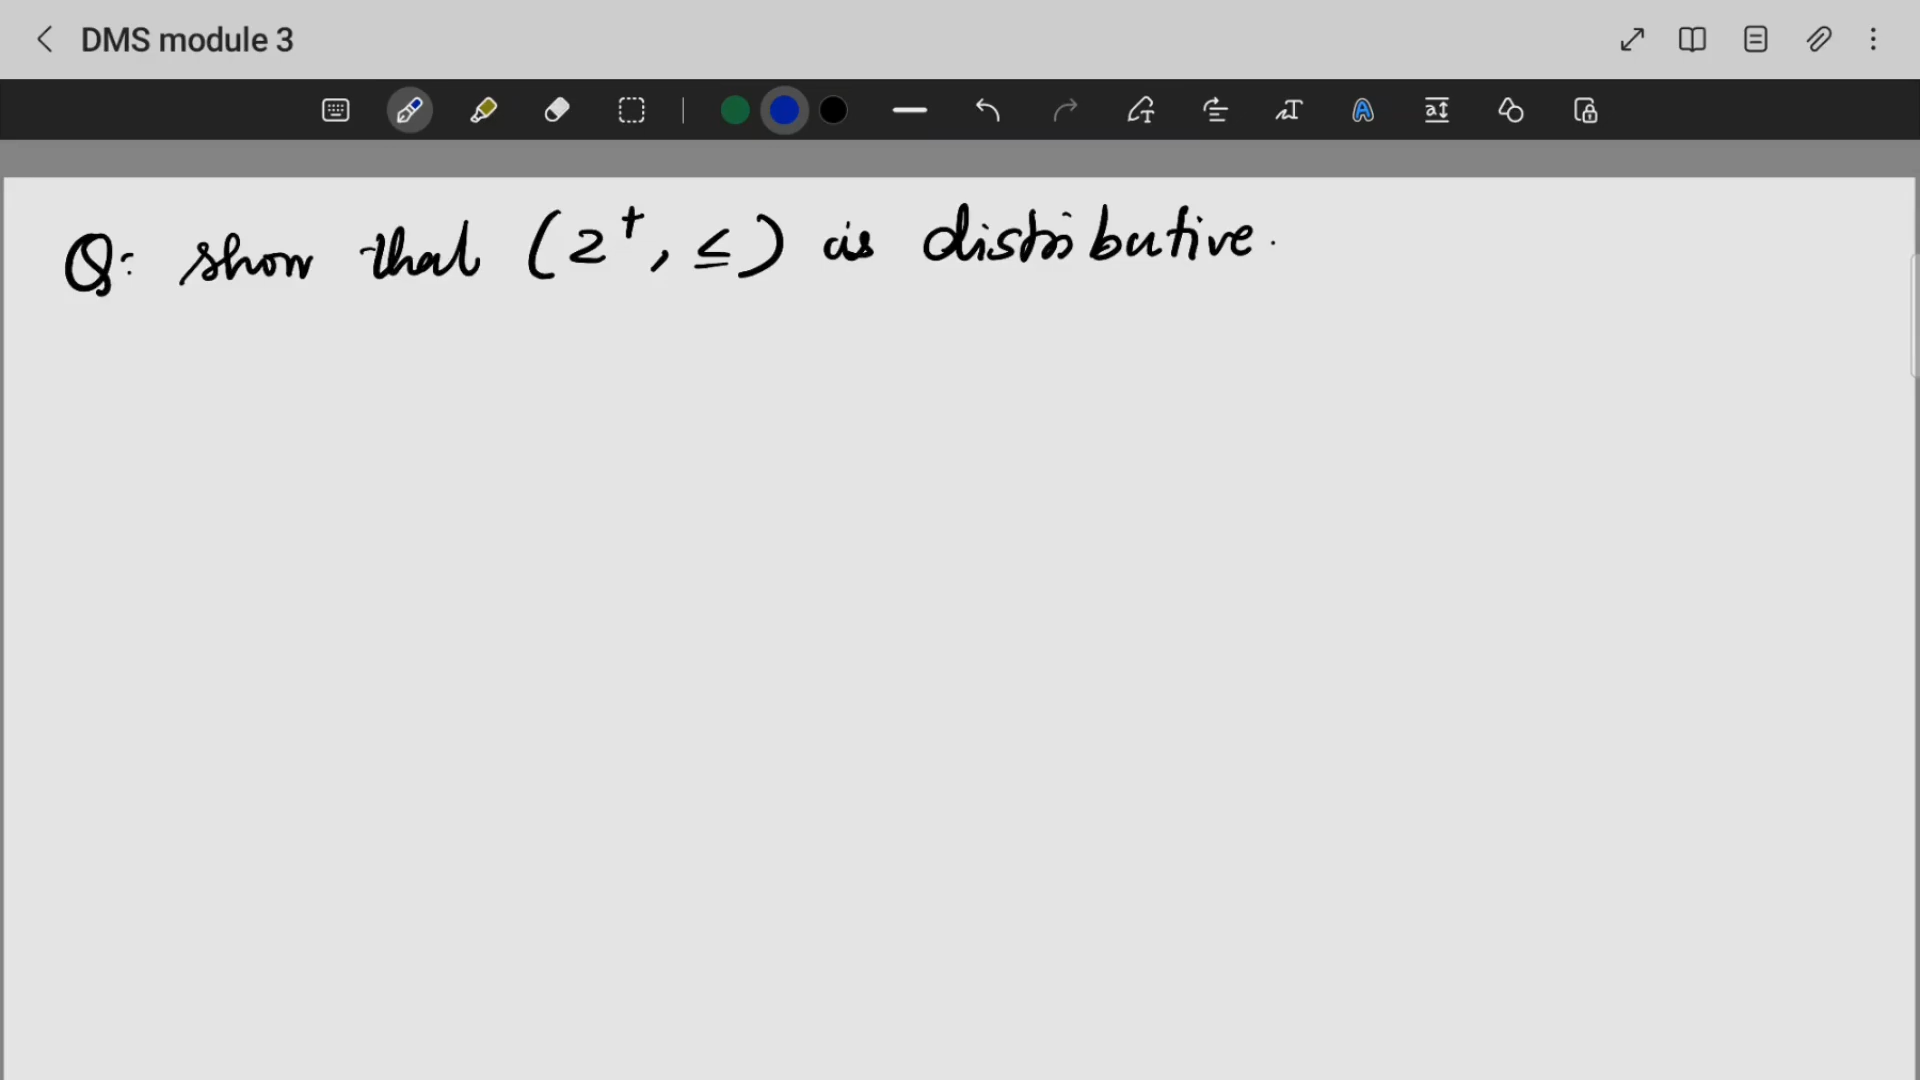 DMS module 3
Q: show that (Z⁺, ≤) is distributive.